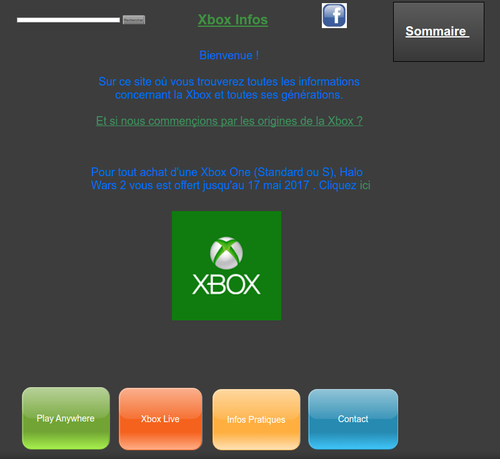 Xbox Infos
Sommaire
Bienvenue !
Sur ce site où vous trouverez toutes les informations
concernant la Xbox et toutes ses générations.
Et si nous commençions par les origines de la Xbox ?
Pour tout achat d'une Xbox One (Standard ou S), Halo
Wars 2 vous est offert jusqu'au 17 mai 2017 . Cliquez ici
XBOX
Play Anywhere
Xbox Live
Infos Pratiques
Contact